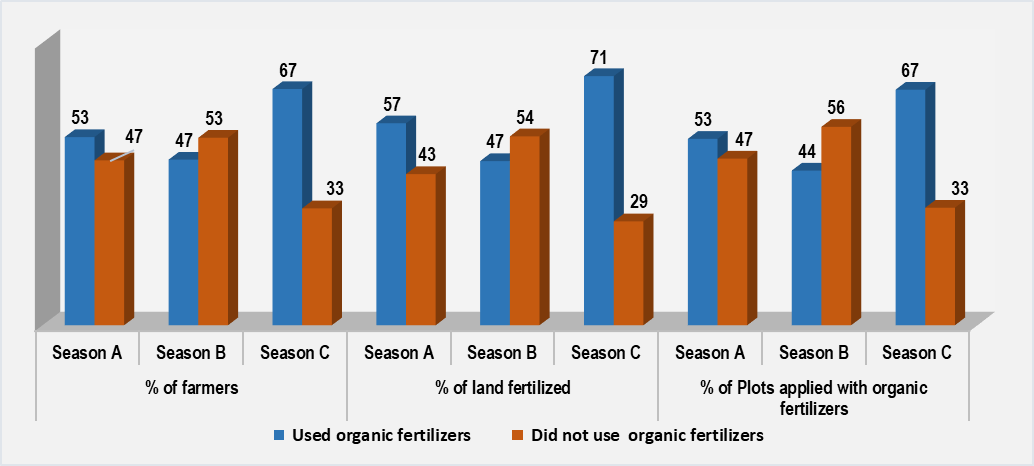 53
47
47
53
67
33
57
43
47
54
71
29
53
47
44
56
67
33
Season A
Season B
Season C
Season A
Season B
Season C
Season A
Season B
Season C
% of farmers
% of land fertilized
% of Plots applied with organic
fertilizers
Used organic fertilizers
Did not use organic fertilizers